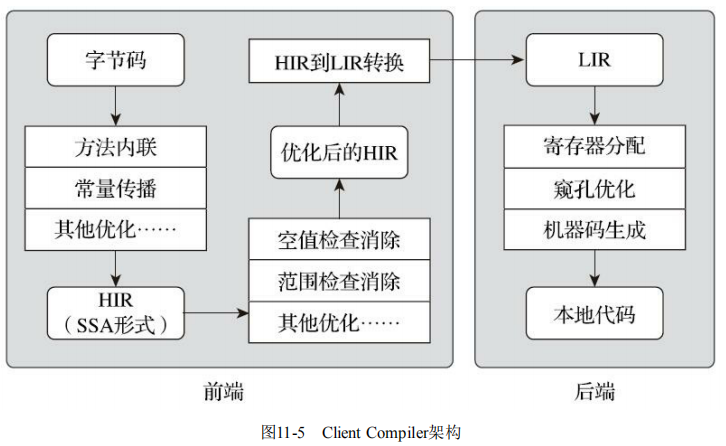 字节码
方法内联
常量传播
其他优化……
HIR
（SSA形式）
HIR到LIR转换
优化后的HIR
空值检查消除
范围检查消除
其他优化……
前端
LIR
寄存器分配
窥孔优化
机器码生成
本地代码
后端
图11-5 Client Compiler架构